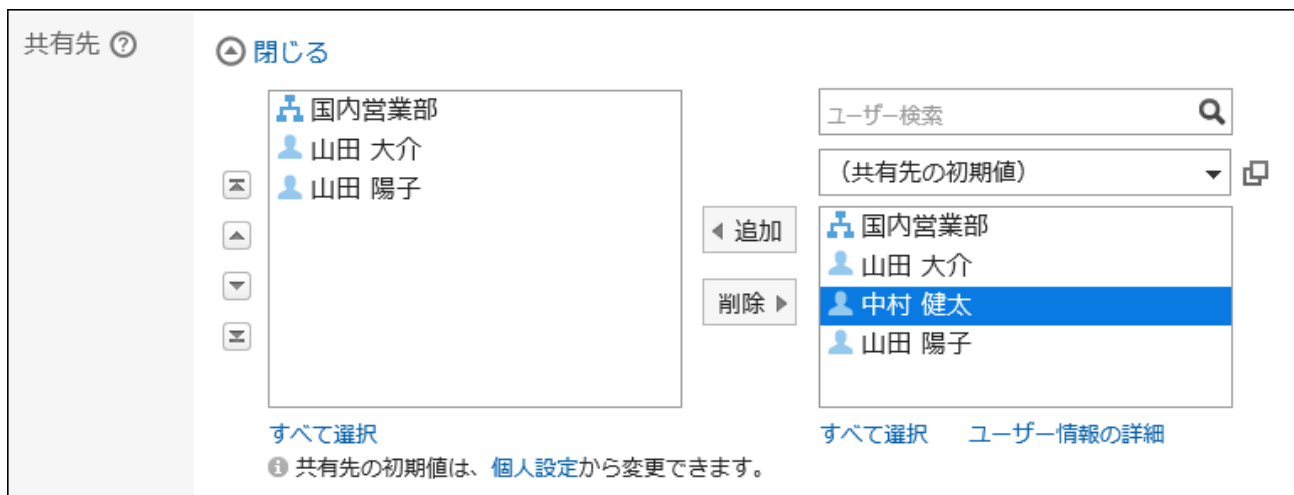 共有先
閉じる
国内営業部
山田 大介
山田 陽子
追加
削除
ユーザー検索
(共有先の初期値)
国内営業部
山田 大介
中村 健太
山田 陽子
すべて選択
すべて選択 ユーザー情報の詳細
共有先の初期値は、個人設定から変更できます。